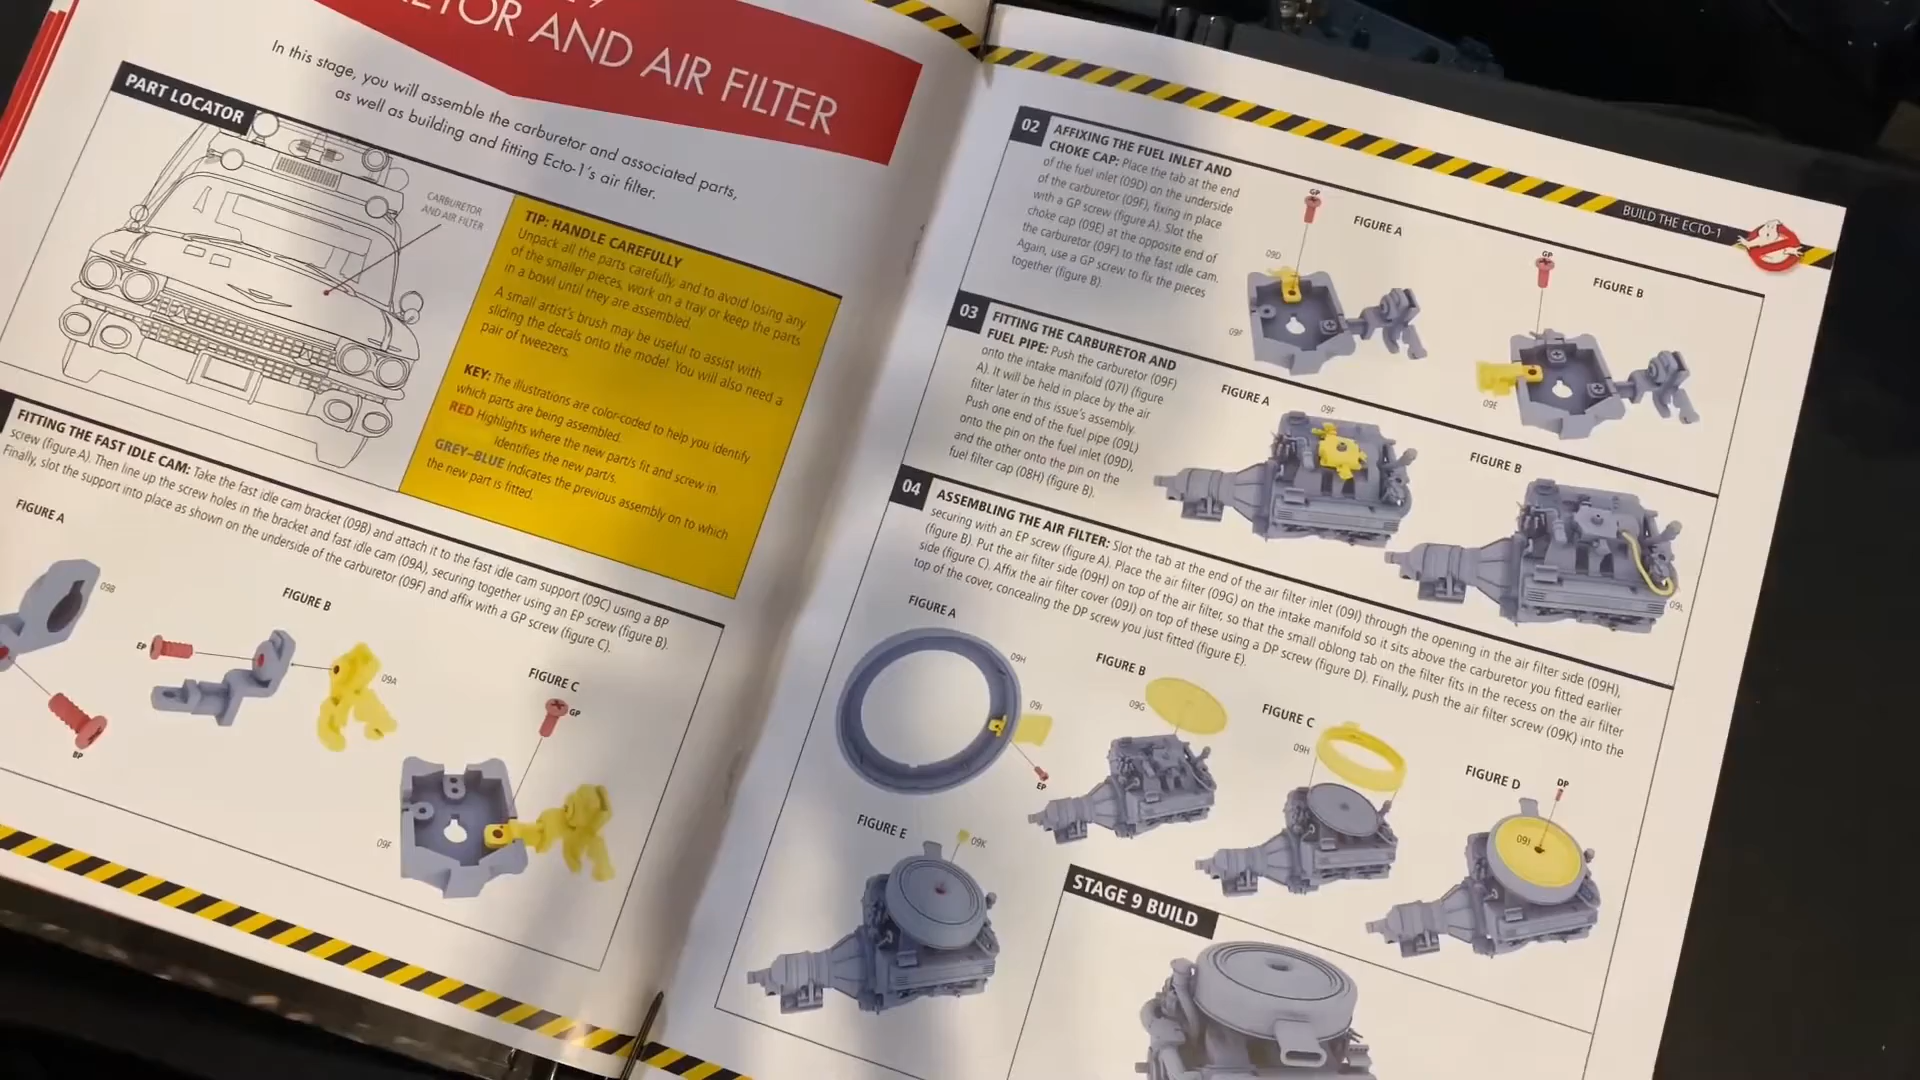 ETOR AND AIR FILTER
In this stage, you will assemble the carburetor and associated parts,
as well as building and fitting Ecto-1's air filter.
PART LOCATOR
CARBURETOR
AND AIR FILTER
TIP: HANDLE CAREFULLY
Unpack all the parts carefully, and to avoid losing any
of the smaller pieces, work on a tray or keep the parts
in a bowl until they are assembled.
A small artist's brush may be useful to assist with
sliding the decals onto the model. You will also need a
pair of tweezers.
KEY: The illustrations are color-coded to help you identify
which parts are being assembled.
RED Highlights where the new part/s fit and screw in
identifies the new part/s.
GREY–BLUE Indicates the previous assembly on to which
the new part is fitted.
FITTING THE FAST IDLE CAM: Take the fast idle cam bracket (09B) and attach it to the fast idle cam support (09C) using a BP
screw (figure A). Then line up the screw holes in the bracket and fast idle cam (09A), securing together using an EP screw (figure B).
Finally, slot the support into place as shown on the underside of the carburetor (09F) and affix with a GP screw (figure C).
FIGURE A
09B
BP
FIGURE B
EP
09A
FIGURE C
GP
09F
BUILD THE ECTO-1
02
AFFIXING THE FUEL INLET AND
CHOKE CAP: Place the tab at the end
of the fuel inlet (09D) on the underside
of the carburetor (09F), fixing in place
with a GP screw (figure A). Slot the
choke cap (09E) at the opposite end of
the carburetor (09F) to the fast idle cam.
Again, use a GP screw to fix the pieces
together (figure B).
GP
FIGURE A
09D
09F
GP
FIGURE B
09E
03
FITTING THE CARBURETOR AND
FUEL PIPE: Push the carburetor (09F)
onto the intake manifold (07I) (figure
A). It will be held in place by the air
filter later in this issue's assembly.
Push one end of the fuel pipe (09L)
onto the pin on the fuel inlet (09D),
and the other onto the pin on the
fuel filter cap (08H) (figure B).
FIGURE A
09F
FIGURE B
09L
04
ASSEMBLING THE AIR FILTER: Slot the tab at the end of the air filter inlet (09I) through the opening in the air filter side (09H),
securing with an EP screw (figure A). Place the air filter (09G) on the intake manifold so it sits above the carburetor you fitted earlier
(figure B). Put the air filter side (09H) on top of the air filter, so that the small oblong tab on the filter fits in the recess on the air filter
side (figure C). Affix the air filter cover (09J) on top of these using a DP screw (figure D). Finally, push the air filter screw (09K) into the
top of the cover, concealing the DP screw you just fitted (figure E).
FIGURE A
09H
09I
EP
FIGURE B
09G
FIGURE C
09H
FIGURE D
DP
09J
FIGURE E
09K
STAGE 9 BUILD